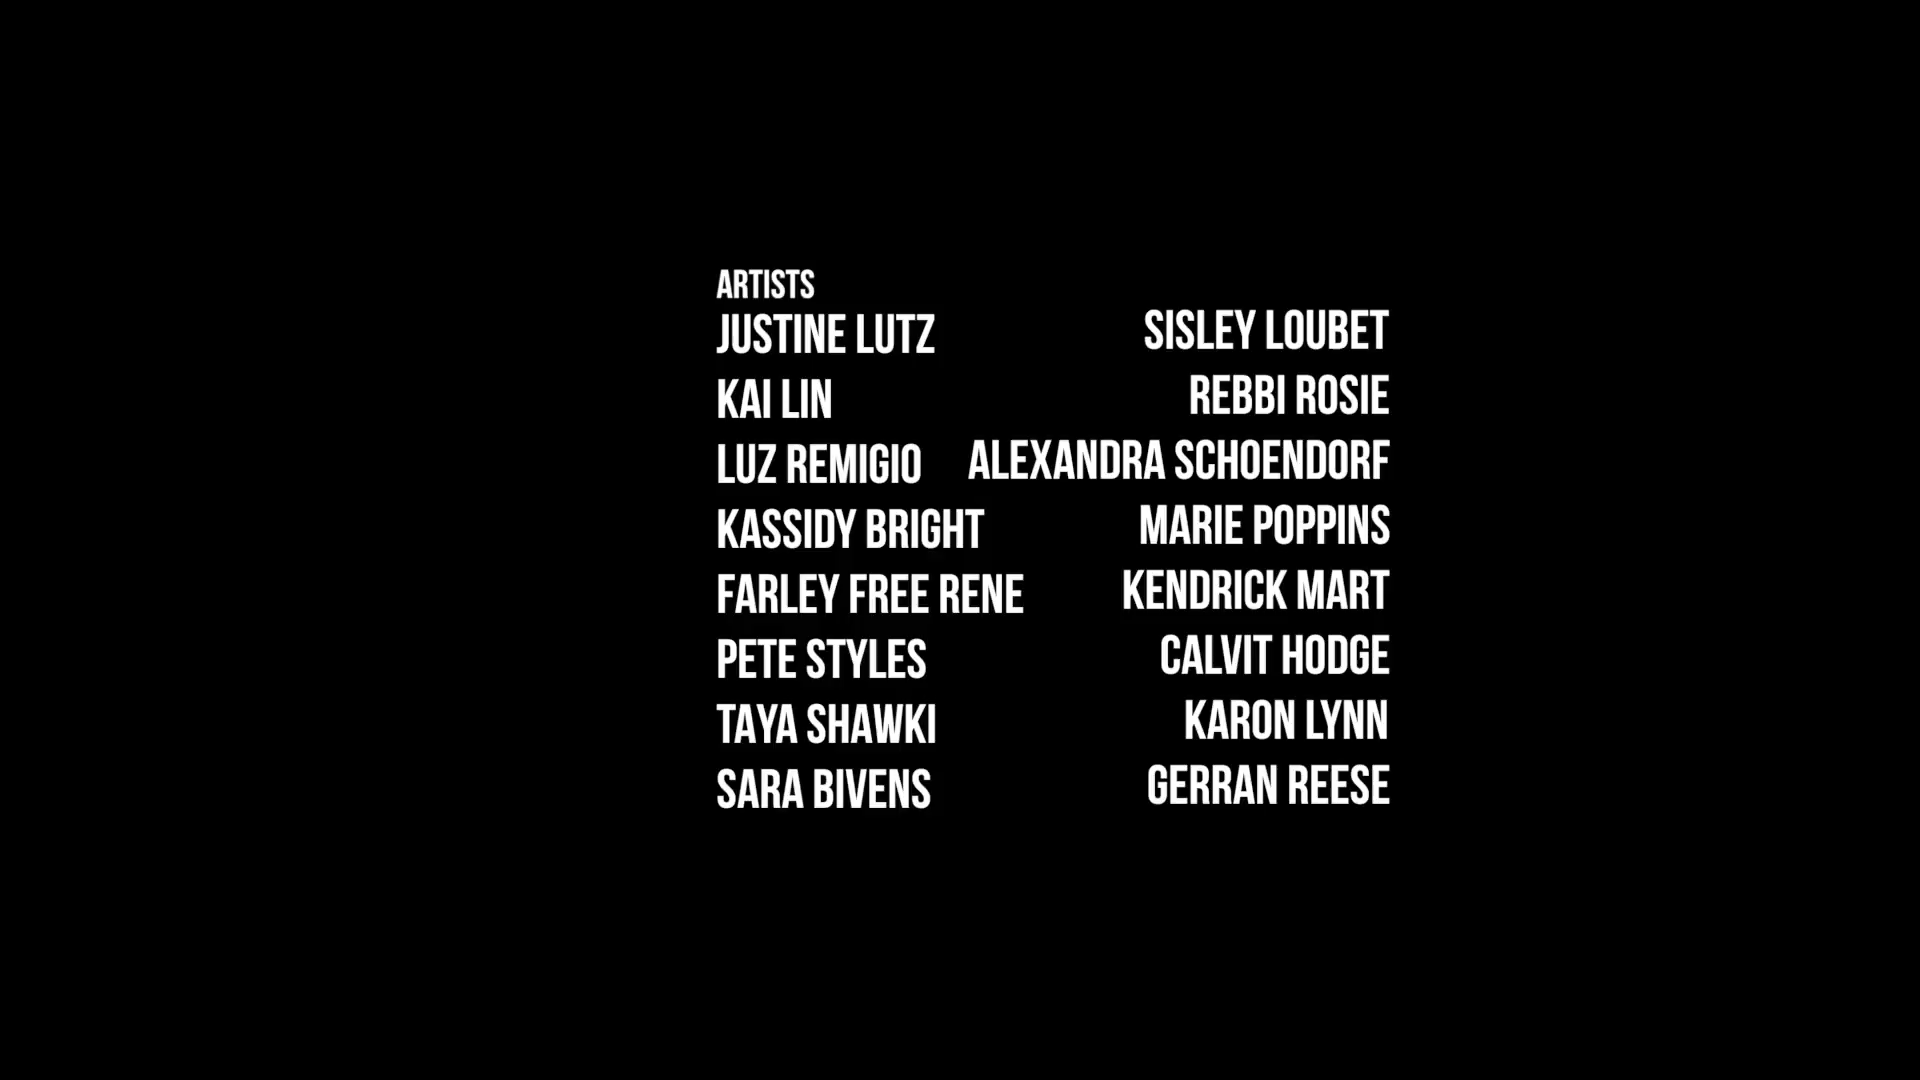 ARTISTS
JUSTINE LUTZ
KAI LIN
LUZ REMIGIO
KASSIDY BRIGHT
FARLEY FREE RENE
PETE STYLES
TAYA SHAWKI
SARA BIVENS
SISLEY LOUBET
REBBI ROSIE
ALEXANDRA SCHOENDORF
MARIE POPPINS
KENDRICK MART
CALVIT HODGE
KARON LYNN
GERRAN REESE